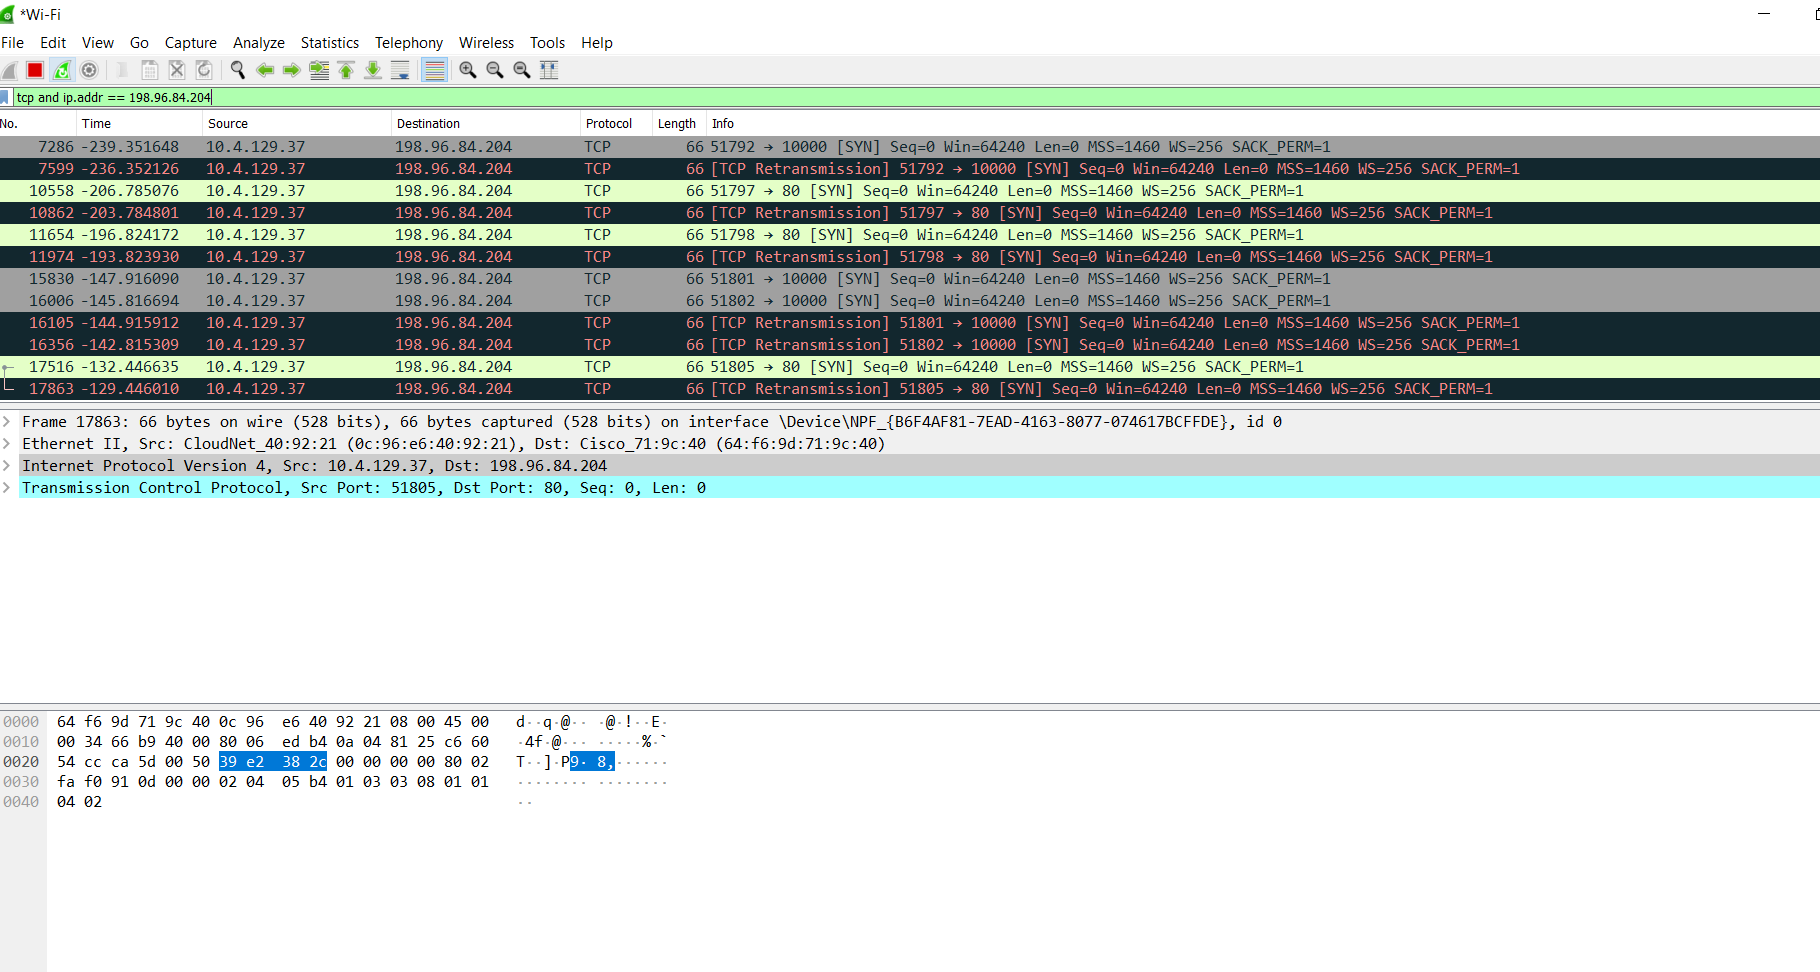 *Wi-Fi
File Edit View Go Capture Analyze Statistics Telephony Wireless Tools Help
tcp and ip.addr == 198.96.84.204
No. Time Source Destination Protocol Length Info
7286 -239.351648 10.4.129.37 198.96.84.204 TCP 66 51792 → 10000 [SYN] Seq=0 Win=64240 Len=0 MSS=1460 WS=256 SACK_PERM=1
7599 -236.352126 10.4.129.37 198.96.84.204 TCP 66 [TCP Retransmission] 51792 → 10000 [SYN] Seq=0 Win=64240 Len=0 MSS=1460 WS=256 SACK_PERM=1
10558 -206.785076 10.4.129.37 198.96.84.204 TCP 66 51797 → 80 [SYN] Seq=0 Win=64240 Len=0 MSS=1460 WS=256 SACK_PERM=1
10862 -203.784801 10.4.129.37 198.96.84.204 TCP 66 [TCP Retransmission] 51797 → 80 [SYN] Seq=0 Win=64240 Len=0 MSS=1460 WS=256 SACK_PERM=1
11654 -196.824172 10.4.129.37 198.96.84.204 TCP 66 51798 → 80 [SYN] Seq=0 Win=64240 Len=0 MSS=1460 WS=256 SACK_PERM=1
11974 -193.823930 10.4.129.37 198.96.84.204 TCP 66 [TCP Retransmission] 51798 → 80 [SYN] Seq=0 Win=64240 Len=0 MSS=1460 WS=256 SACK_PERM=1
15830 -147.916090 10.4.129.37 198.96.84.204 TCP 66 51801 → 10000 [SYN] Seq=0 Win=64240 Len=0 MSS=1460 WS=256 SACK_PERM=1
16006 -145.816694 10.4.129.37 198.96.84.204 TCP 66 51802 → 10000 [SYN] Seq=0 Win=64240 Len=0 MSS=1460 WS=256 SACK_PERM=1
16105 -144.915912 10.4.129.37 198.96.84.204 TCP 66 [TCP Retransmission] 51801 → 10000 [SYN] Seq=0 Win=64240 Len=0 MSS=1460 WS=256 SACK_PERM=1
16356 -142.815309 10.4.129.37 198.96.84.204 TCP 66 [TCP Retransmission] 51802 → 10000 [SYN] Seq=0 Win=64240 Len=0 MSS=1460 WS=256 SACK_PERM=1
17516 -132.446635 10.4.129.37 198.96.84.204 TCP 66 51805 → 80 [SYN] Seq=0 Win=64240 Len=0 MSS=1460 WS=256 SACK_PERM=1
17863 -129.446010 10.4.129.37 198.96.84.204 TCP 66 [TCP Retransmission] 51805 → 80 [SYN] Seq=0 Win=64240 Len=0 MSS=1460 WS=256 SACK_PERM=1
Frame 17863: 66 bytes on wire (528 bits), 66 bytes captured (528 bits) on interface \Device\NPF_{B6F4AF81-7EAD-4163-8077-074617BCFFDE}, id 0
Ethernet II, Src: CloudNet_40:92:21 (0c:96:e6:40:92:21), Dst: Cisco_71:9c:40 (64:f6:9d:71:9c:40)
Internet Protocol Version 4, Src: 10.4.129.37, Dst: 198.96.84.204
Transmission Control Protocol, Src Port: 51805, Dst Port: 80, Seq: 0, Len: 0
0000 64 f6 9d 71 9c 40 0c 96 e6 40 92 21 08 00 45 00 d··q·@·· ·@·!··E·
0010 00 34 66 b9 40 00 80 06 ed b4 0a 04 81 25 c6 60 ·4f·@··· ·····%·`
0020 54 cc ca 5d 00 50 39 e2 38 2c 00 00 00 00 80 02 T··]·P9· 8,······
0030 fa f0 91 0d 00 00 02 04 05 b4 01 03 03 08 01 01 ········ ········
0040 04 02 ··